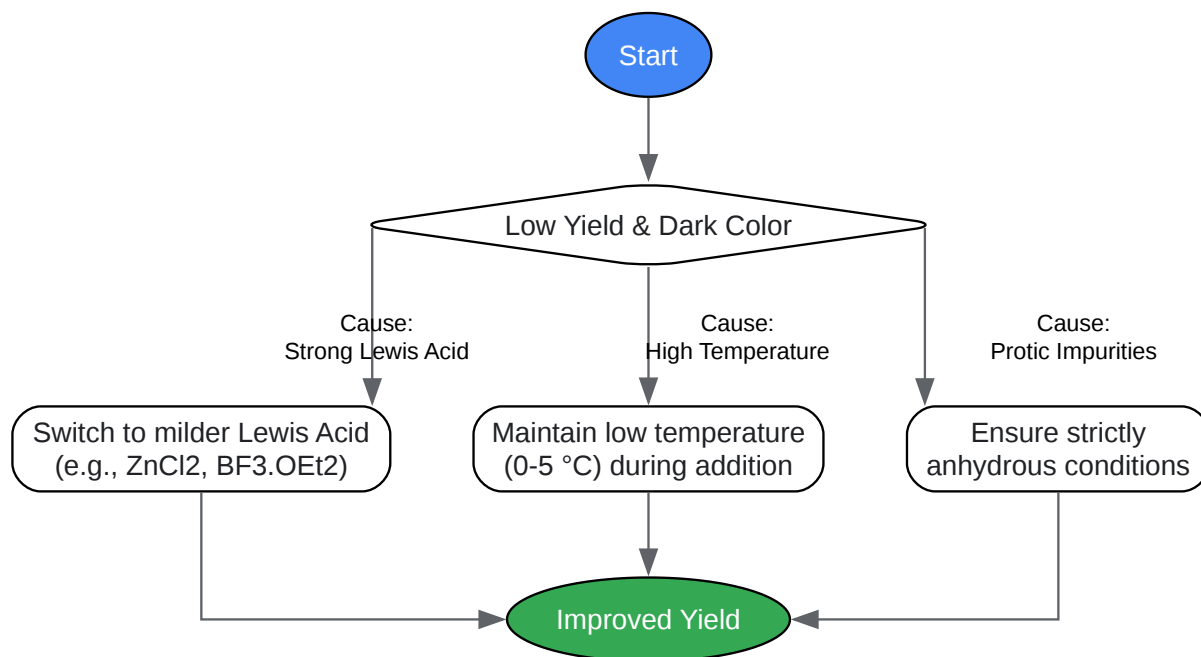 Start
Low Yield & Dark Color
Cause:
Strong Lewis Acid
Cause:
High Temperature
Cause:
Protic Impurities
Switch to milder Lewis Acid
(e.g., ZnCl2, BF3.OEt2)
Maintain low temperature
(0-5 °C) during addition
Ensure strictly
anhydrous conditions
Improved Yield